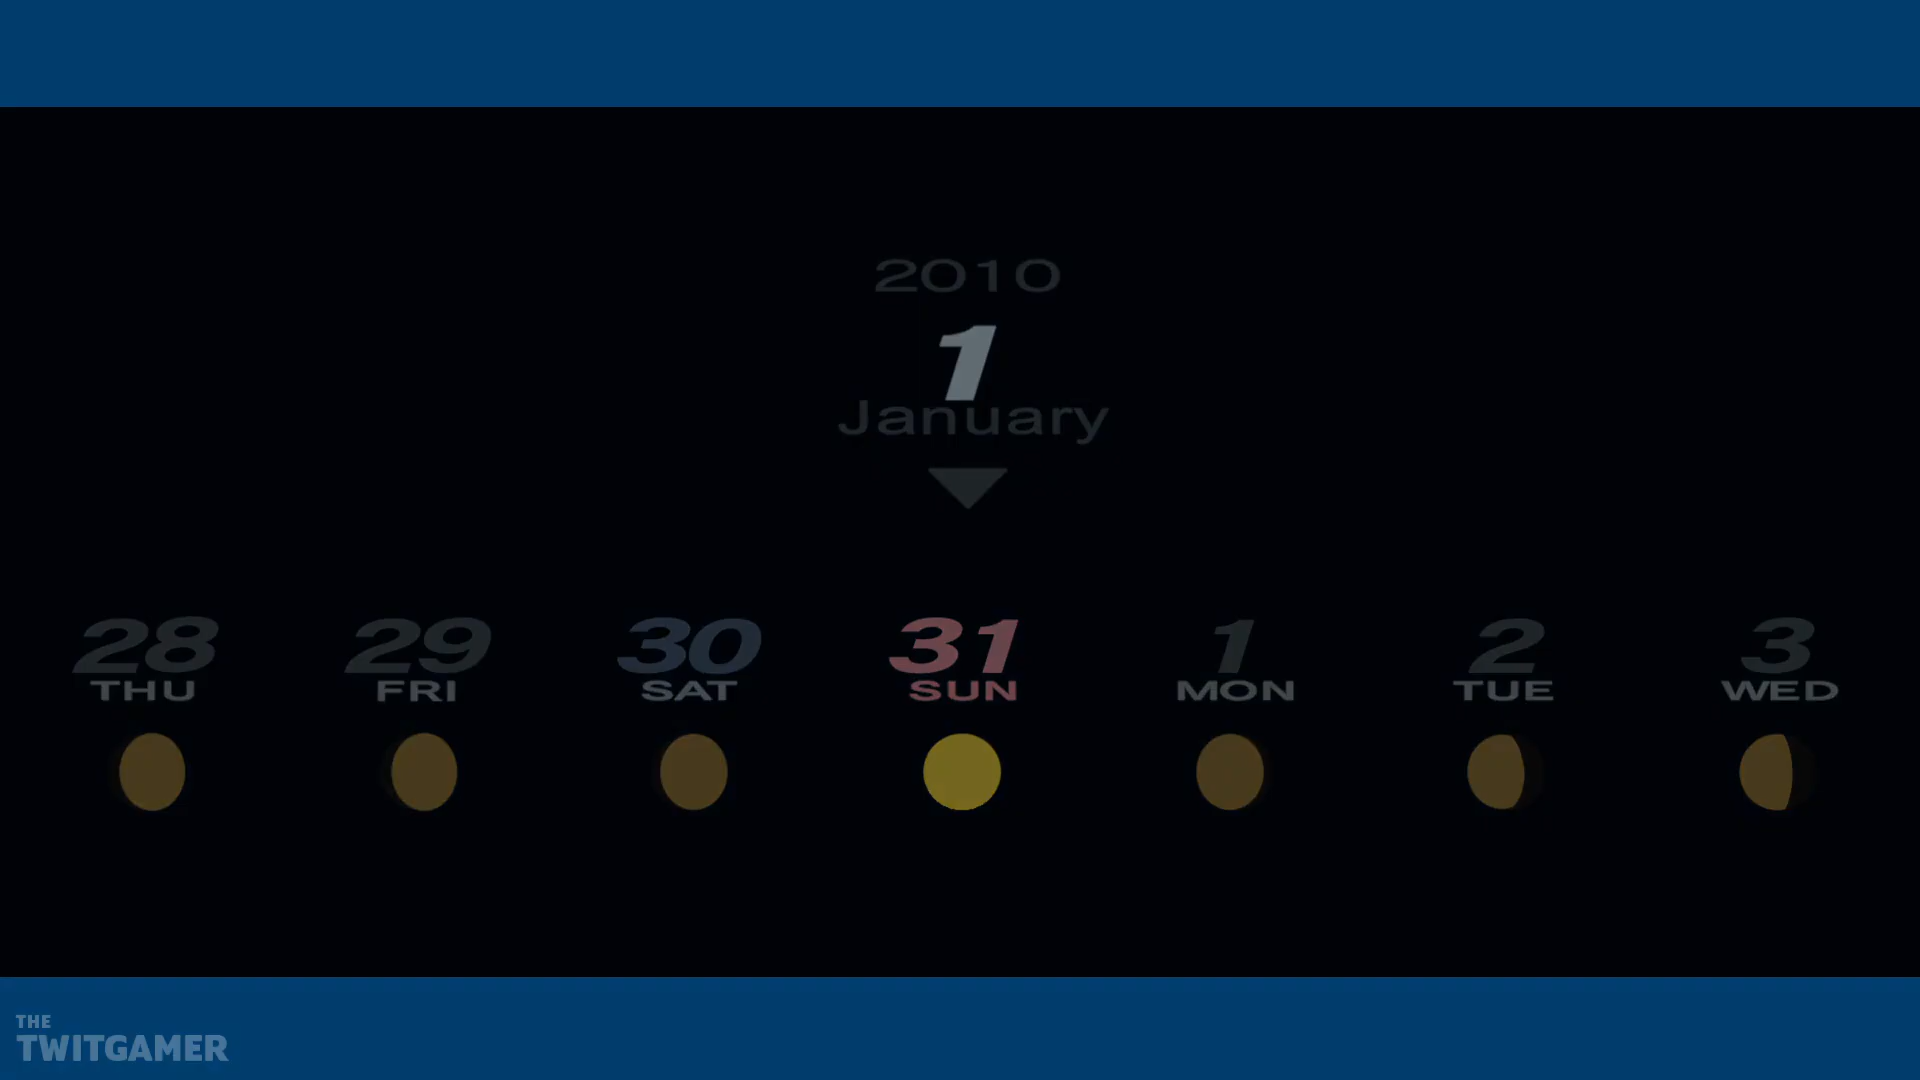 2010
1
January
28 29 30 31 1 2 3
THU FRI SAT SUN MON TUE WED
THE
TWITGAMER